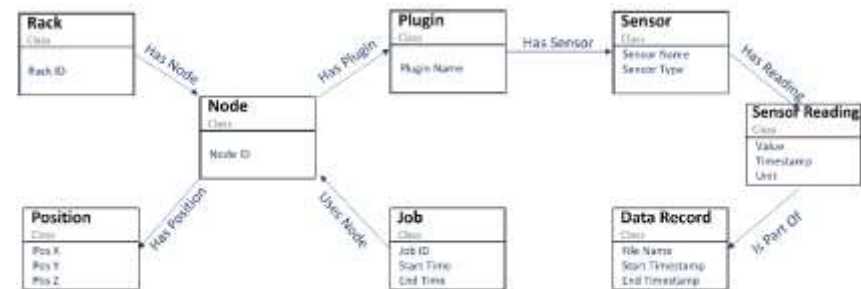 Rack
Class
Rack ID
Has Node
Node
Class
Node ID
Has Plugin
Plugin
Class
Plugin Name
Has Sensor
Sensor
Class
Sensor Name
Sensor Type
Has Reading
Sensor Reading
Class
Value
Timestamp
Unit
Is Part Of
Data Record
Class
File Name
Start Timestamp
End Timestamp
Has Position
Position
Class
Pos X
Pos Y
Pos Z
Uses Node
Job
Class
Job ID
Start Time
End Time